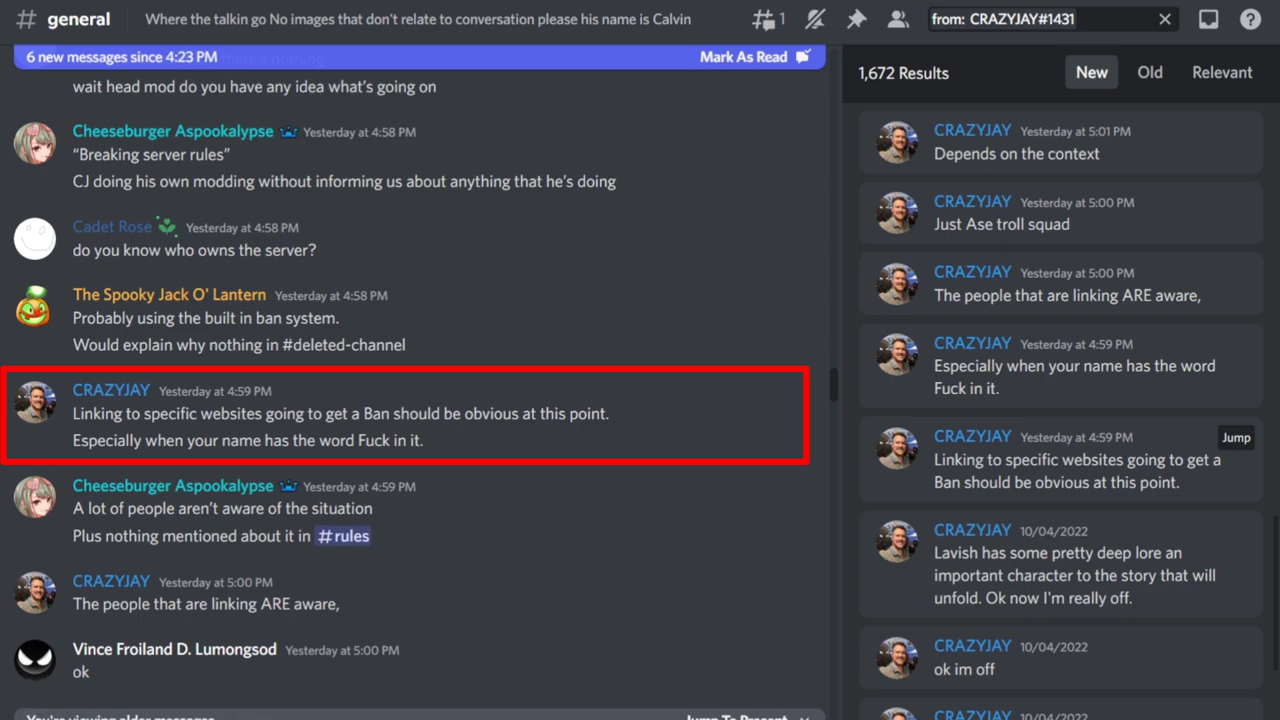 # general
Where the talkin go No images that don't relate to conversation please his name is Calvin
1
from: CRAZYJAY#1431
6 new messages since 4:23 PM
Mark As Read
wait head mod do you have any idea what's going on
Cheeseburger Aspookalypse Yesterday at 4:58 PM
“Breaking server rules”
CJ doing his own modding without informing us about anything that he's doing
Cadet Rose Yesterday at 4:58 PM
do you know who owns the server?
The Spooky Jack O' Lantern Yesterday at 4:58 PM
Probably using the built in ban system.
Would explain why nothing in #deleted-channel
CRAZYJAY Yesterday at 4:59 PM
Linking to specific websites going to get a Ban should be obvious at this point.
Especially when your name has the word Fuck in it.
Cheeseburger Aspookalypse Yesterday at 4:59 PM
A lot of people aren't aware of the situation
Plus nothing mentioned about it in #rules
CRAZYJAY Yesterday at 5:00 PM
The people that are linking ARE aware,
Vince Froiland D. Lumongsod Yesterday at 5:00 PM
ok
You're viewing older messages
Jump To Present
1,672 Results
New
Old
Relevant
CRAZYJAY Yesterday at 5:01 PM
Depends on the context
CRAZYJAY Yesterday at 5:00 PM
Just Ase troll squad
CRAZYJAY Yesterday at 5:00 PM
The people that are linking ARE aware,
CRAZYJAY Yesterday at 4:59 PM
Especially when your name has the word
Fuck in it.
CRAZYJAY Yesterday at 4:59 PM
Jump
Linking to specific websites going to get a
Ban should be obvious at this point.
CRAZYJAY 10/04/2022
Lavish has some pretty deep lore an
important character to the story that will
unfold. Ok now I'm really off.
CRAZYJAY 10/04/2022
ok im off
CRAZYJAY 10/04/2022